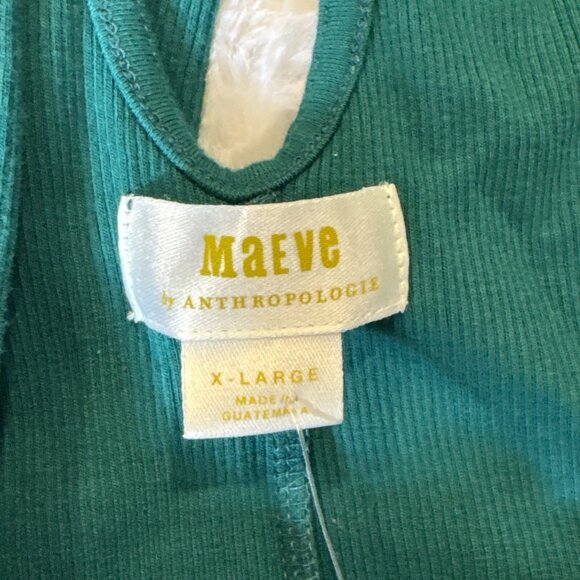 MaEVe
by ANTHROPOLOGIE
X-LARGE
MADE IN
GUATEMALA